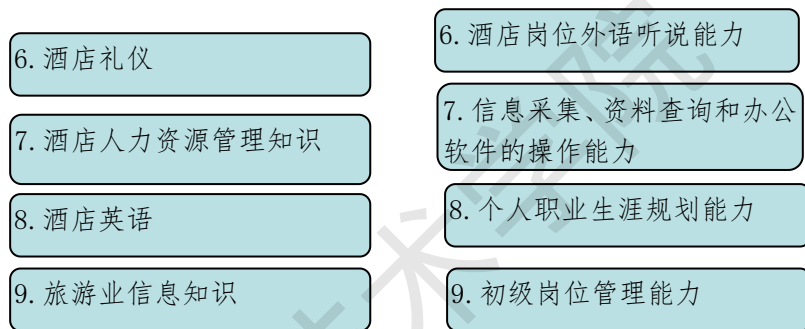 6.酒店礼仪
7.酒店人力资源管理知识
8.酒店英语
9.旅游业信息知识
6.酒店岗位外语听说能力
7.信息采集、资料查询和办公
软件的操作能力
8.个人职业生涯规划能力
9.初级岗位管理能力
术学院